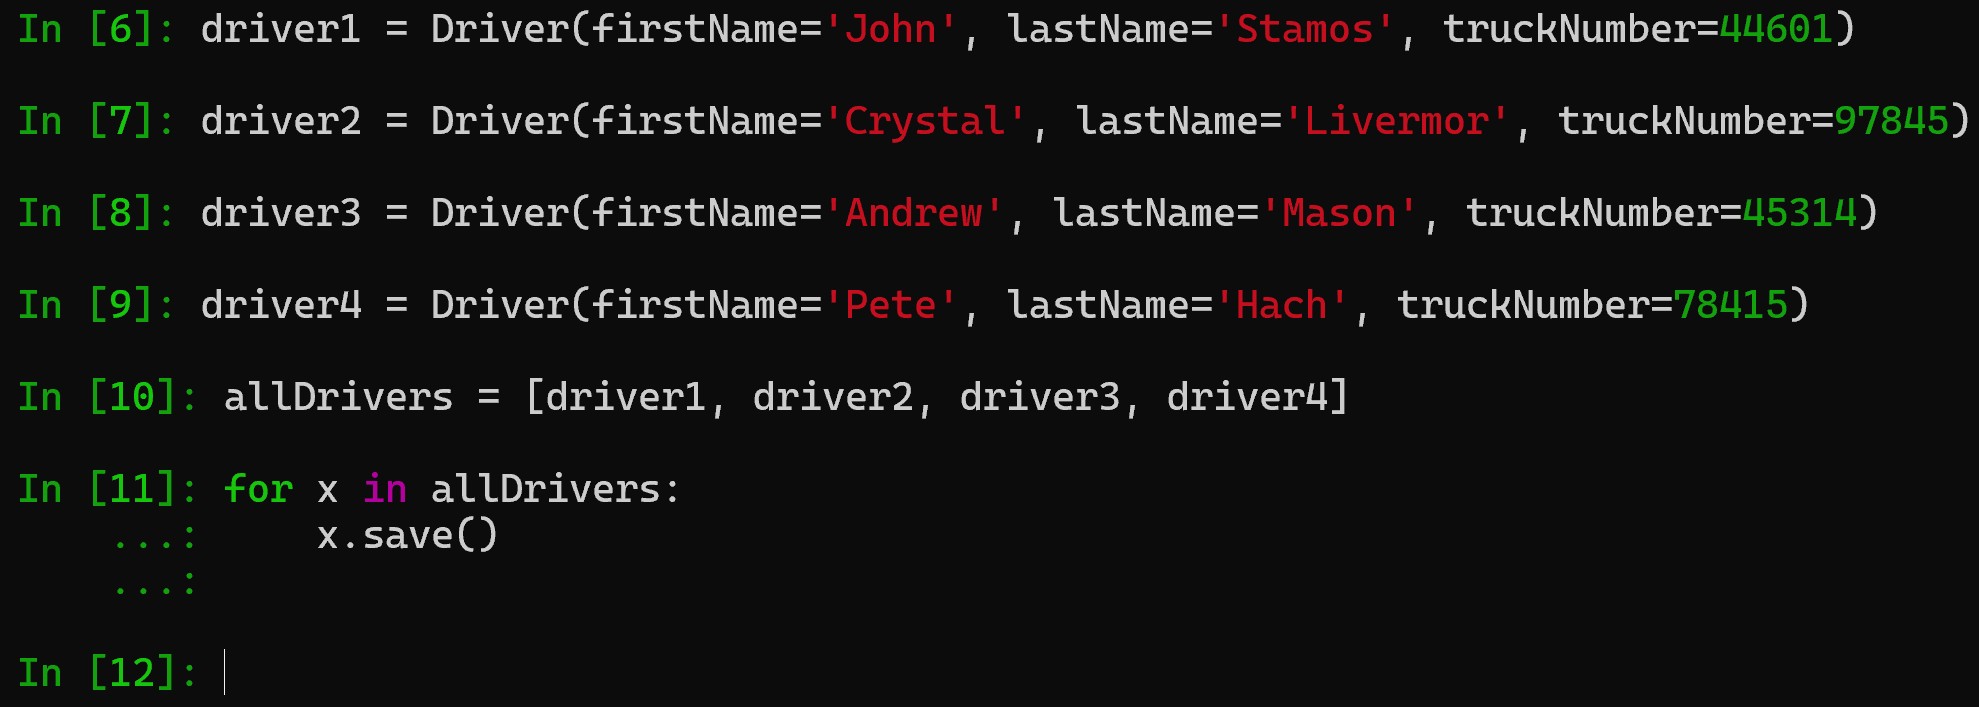 In [6]: driver1 = Driver(firstName='John', lastName='Stamos', truckNumber=44601)
In [7]: driver2 = Driver(firstName='Crystal', lastName='Livermor', truckNumber=97845)
In [8]: driver3 = Driver(firstName='Andrew', lastName='Mason', truckNumber=45314)
In [9]: driver4 = Driver(firstName='Pete', lastName='Hach', truckNumber=78415)
In [10]: allDrivers = [driver1, driver2, driver3, driver4]
In [11]: for x in allDrivers:
    ...:     x.save()
    ...:
In [12]: